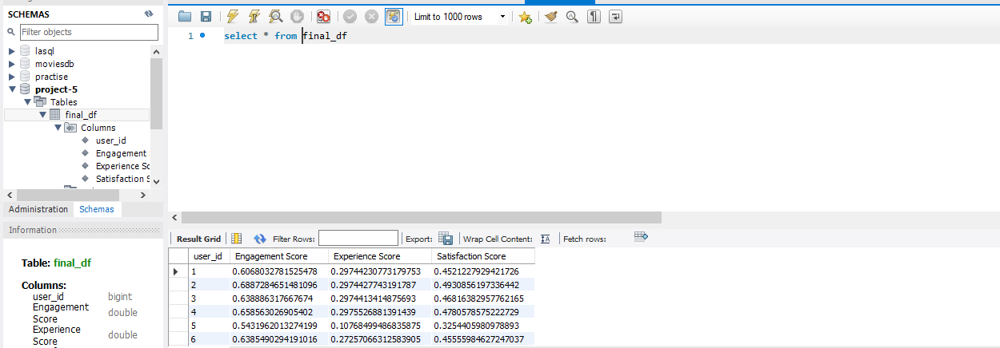 SCHEMAS
Filter objects
lasql
moviesdb
practise
project-5
Tables
final_df
Columns
user_id
Engagement
Experience Sc
Satisfaction S
Administration Schemas
Information
Table: final_df
Columns:
user_id bigint
Engagement
Score double
Experience
Score double
Limit to 1000 rows
1 select * from final_df
Result Grid Filter Rows: Export: Wrap Cell Content: Fetch rows:
user_id Engagement Score Experience Score Satisfaction Score
1 0.6068032781525478 0.29744230773179753 0.4521227929421726
2 0.6887284651481096 0.2974427743191787 0.4930856197336442
3 0.638886317667674 0.2974413414875693 0.46816382957762165
4 0.658563026905402 0.2975526881391439 0.47805785575222729
5 0.5431962013274199 0.10768499486835875 0.3254405980978893
6 0.6385490294191016 0.27257066312583905 0.45555984627247037